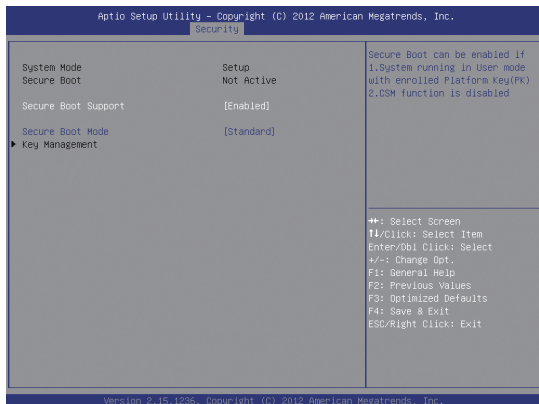 Aptio Setup Utility – Copyright (C) 2012 American Megatrends, Inc.
Security
System Mode Setup
Secure Boot Not Active
Secure Boot Support [Enabled]
Secure Boot Mode [Standard]
▶ Key Management
Secure Boot can be enabled if
1.System running in User mode
with enrolled Platform Key(PK)
2.CSM function is disabled
→←: Select Screen
↑↓/Click: Select Item
Enter/Dbl Click: Select
+/-: Change Opt.
F1: General Help
F2: Previous Values
F3: Optimized Defaults
F4: Save & Exit
ESC/Right Click: Exit
Version 2.15.1236. Copyright (C) 2012 American Megatrends, Inc.